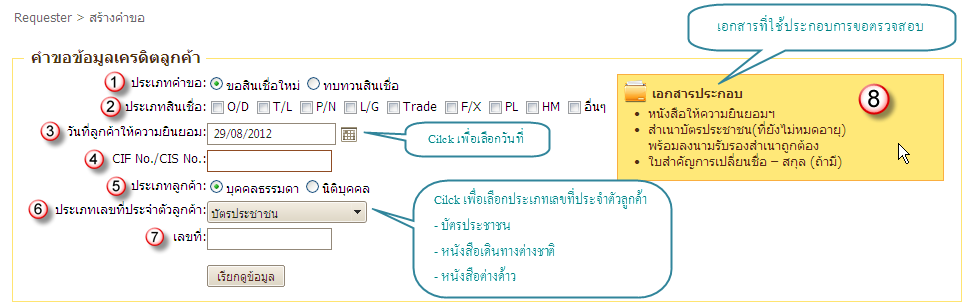 Requester > สร้างคำขอ
เอกสารที่ใช้ประกอบการขอตรวจสอบ
คำขอข้อมูลเครดิตลูกค้า
1 ประเภทคำขอ: ขอสินเชื่อใหม่ ทบทวนสินเชื่อ
2 ประเภทสินเชื่อ: O/D T/L P/N L/G Trade F/X PL HM อื่นๆ
3 วันที่ลูกค้าให้ความยินยอม: 29/08/2012
Cilck เพื่อเลือกวันที่
4 CIF No./CIS No.:
5 ประเภทลูกค้า: บุคคลธรรมดา นิติบุคคล
6 ประเภทเลขที่ประจำตัวลูกค้า: บัตรประชาชน
7 เลขที่:
เรียกดูข้อมูล
Cilck เพื่อเลือกประเภทเลขที่ประจำตัวลูกค้า
- บัตรประชาชน
- หนังสือเดินทางต่างชาติ
- หนังสือต่างด้าว
เอกสารประกอบ 8
• หนังสือให้ความยินยอมฯ
• สำเนาบัตรประชาชน(ที่ยังไม่หมดอายุ)
พร้อมลงนามรับรองสำเนาถูกต้อง
• ใบสำคัญการเปลี่ยนชื่อ – สกุล (ถ้ามี)